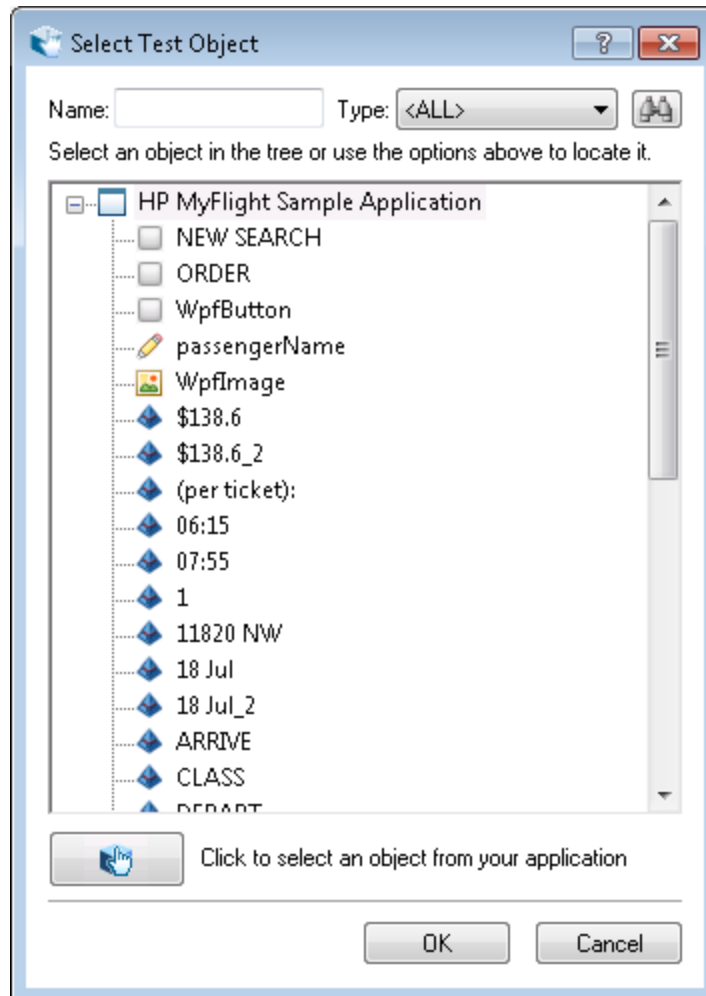 Select Test Object
Name: Type: <ALL>
Select an object in the tree or use the options above to locate it.
HP MyFlight Sample Application
NEW SEARCH
ORDER
WpfButton
passengerName
WpfImage
$138.6
$138.6_2
(per ticket):
06:15
07:55
1
11820 NW
18 Jul
18 Jul_2
ARRIVE
CLASS
DEPART
Click to select an object from your application
OK Cancel